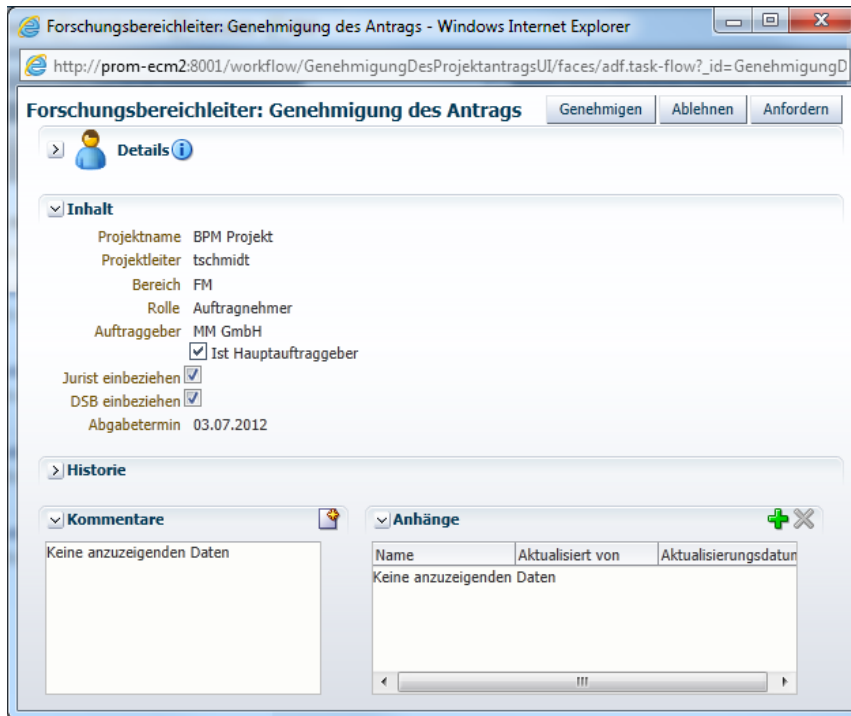 Forschungsbereichleiter: Genehmigung des Antrags - Windows Internet Explorer
http://prom-ecm2:8001/workflow/GenehmigungDesProjektantragsUI/faces/adf.task-flow?_id=GenehmigungD
Forschungsbereichleiter: Genehmigung des Antrags Genehmigen Ablehnen Anfordern
Details
Inhalt
Projektname BPM Projekt
Projektleiter tschmidt
Bereich FM
Rolle Auftragnehmer
Auftraggeber MM GmbH
Ist Hauptauftraggeber
Jurist einbeziehen
DSB einbeziehen
Abgabetermin 03.07.2012
Historie
Kommentare
Keine anzuzeigenden Daten
Anhänge
Name Aktualisiert von Aktualisierungsdatum
Keine anzuzeigenden Daten